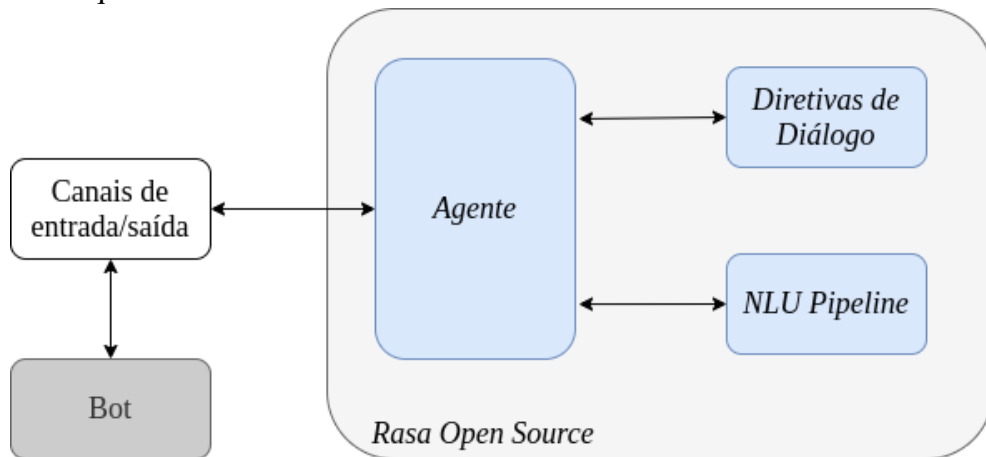 Diretivas de
Diálogo
Canais de
entrada/saída
Agente
NLU Pipeline
Bot
Rasa Open Source